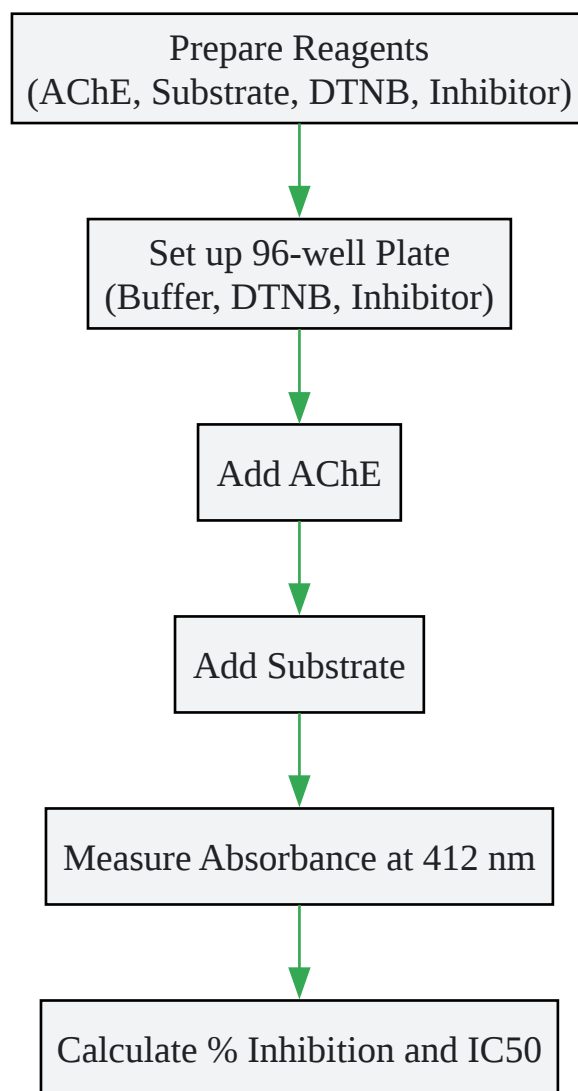 Prepare Reagents
(AChE, Substrate, DTNB, Inhibitor)
Set up 96-well Plate
(Buffer, DTNB, Inhibitor)
Add AChE
Add Substrate
Measure Absorbance at 412 nm
Calculate % Inhibition and IC50